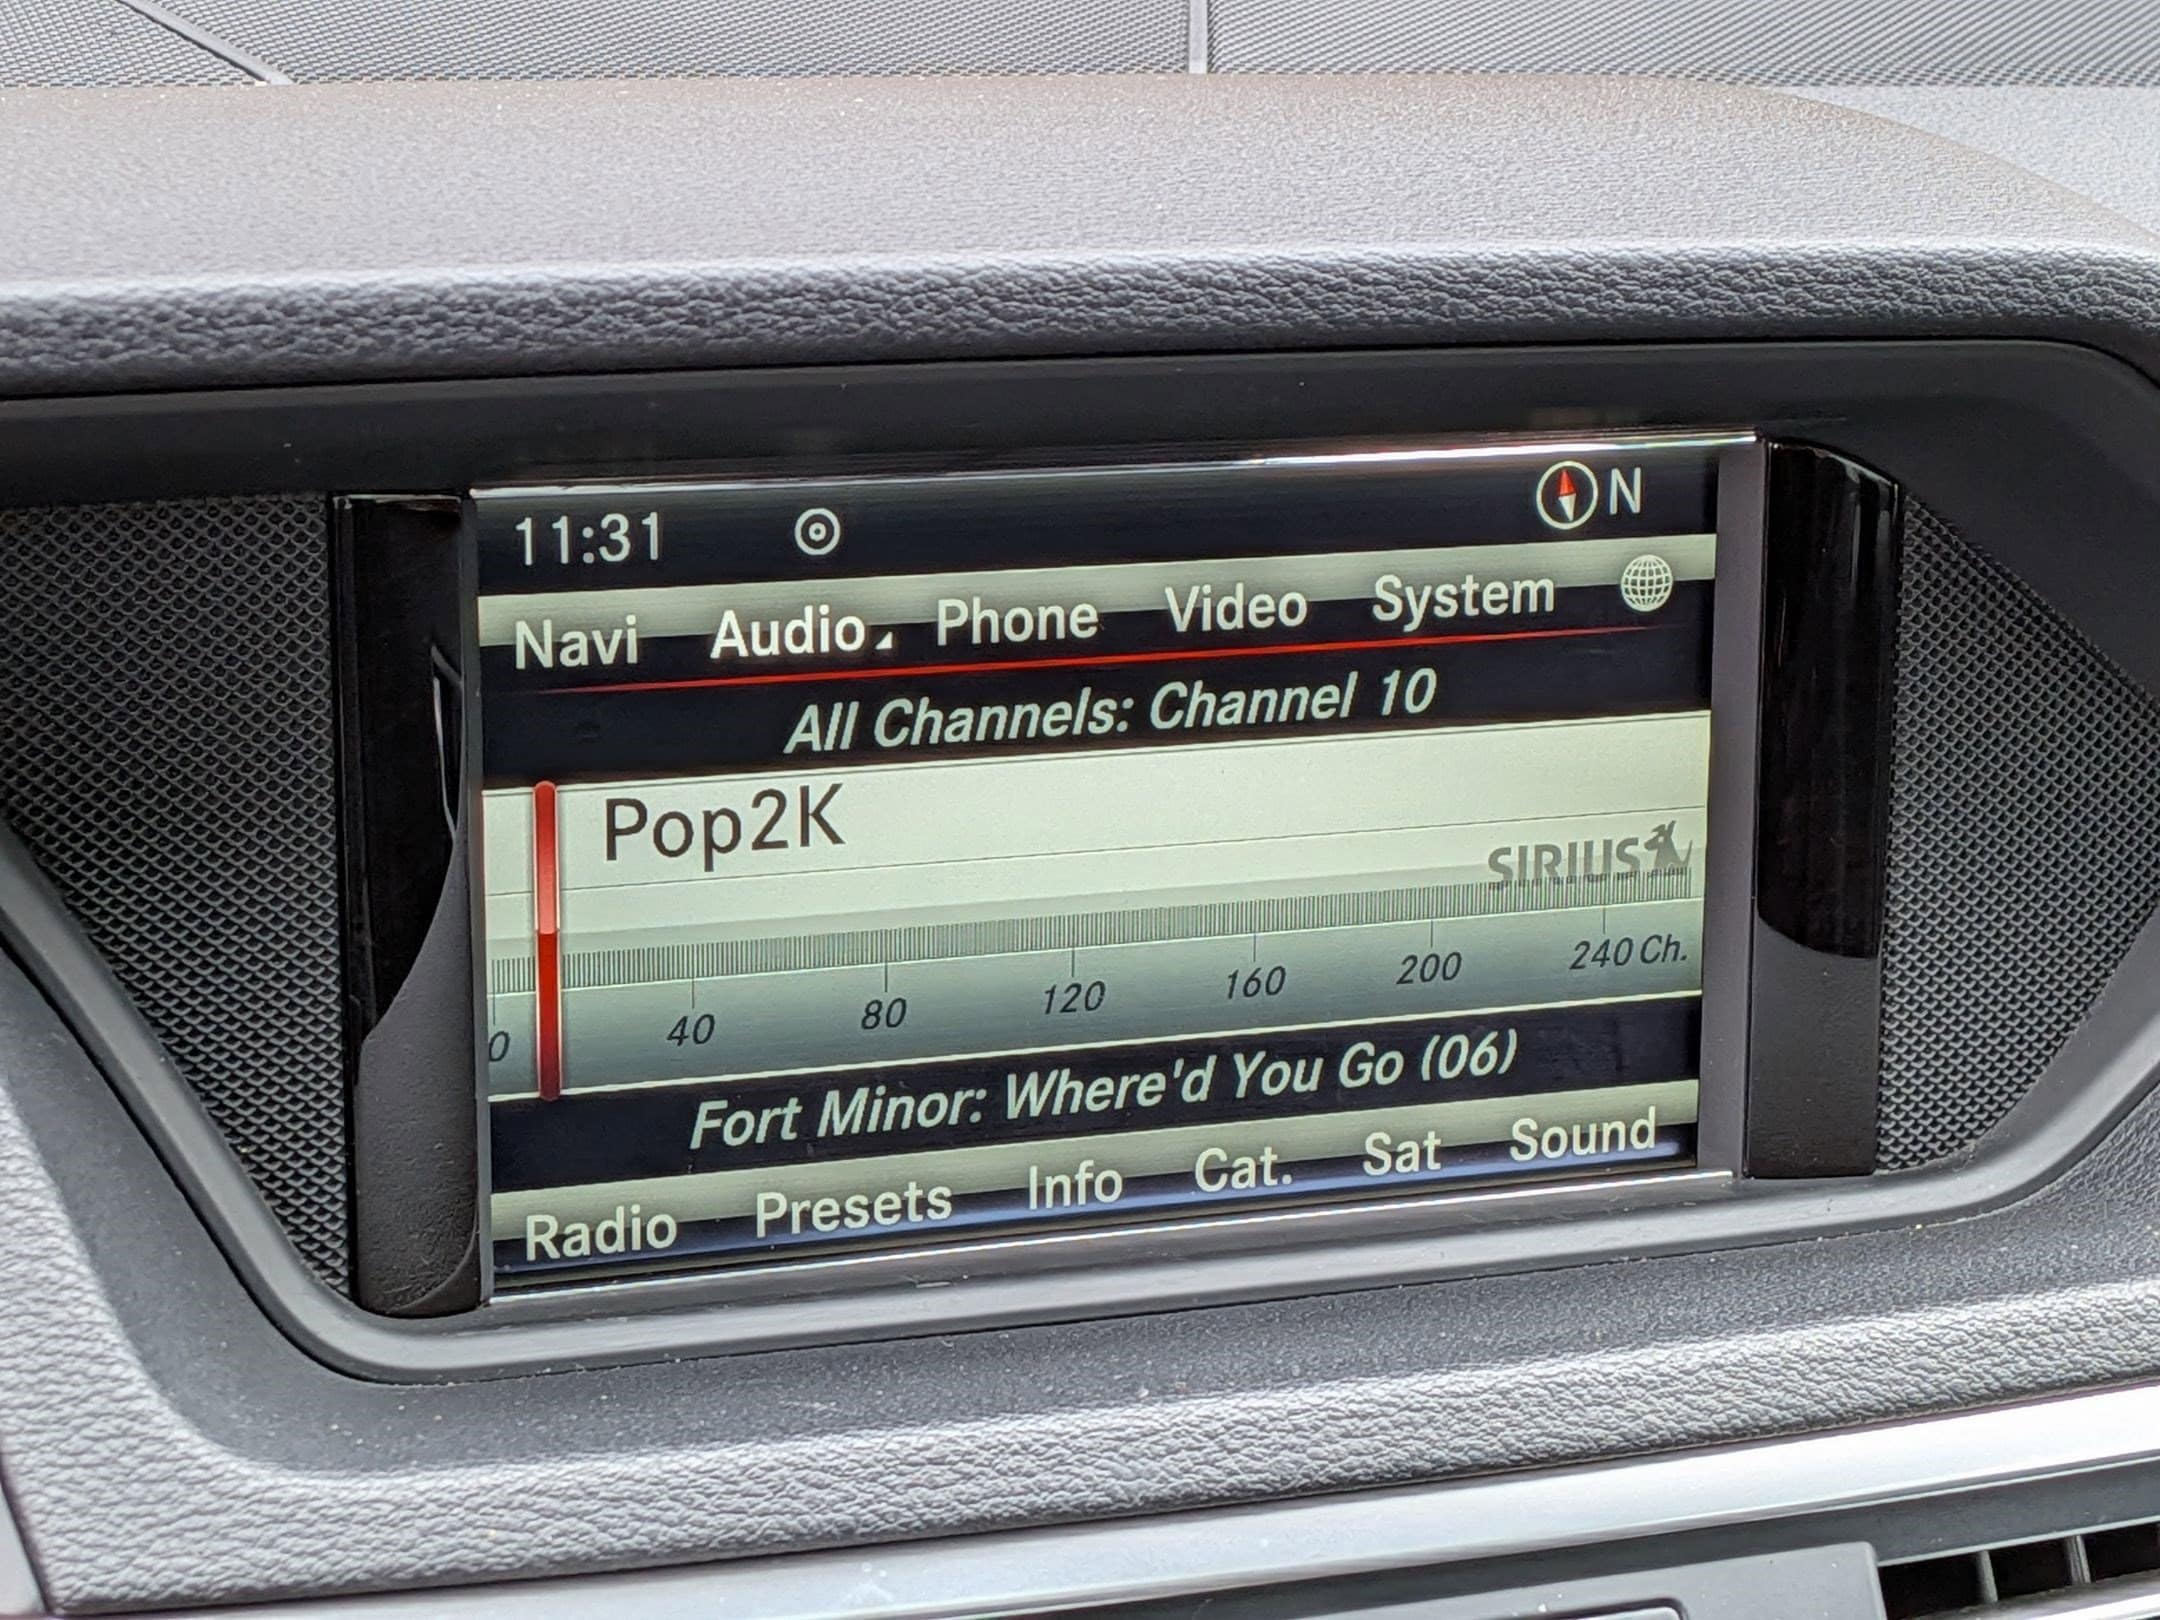 11:31 N
Navi Audio Phone Video System
All Channels: Channel 10
Pop2K
SIRIUS
0 40 80 120 160 200 240 Ch.
Fort Minor: Where'd You Go (06)
Radio Presets Info Cat. Sat Sound